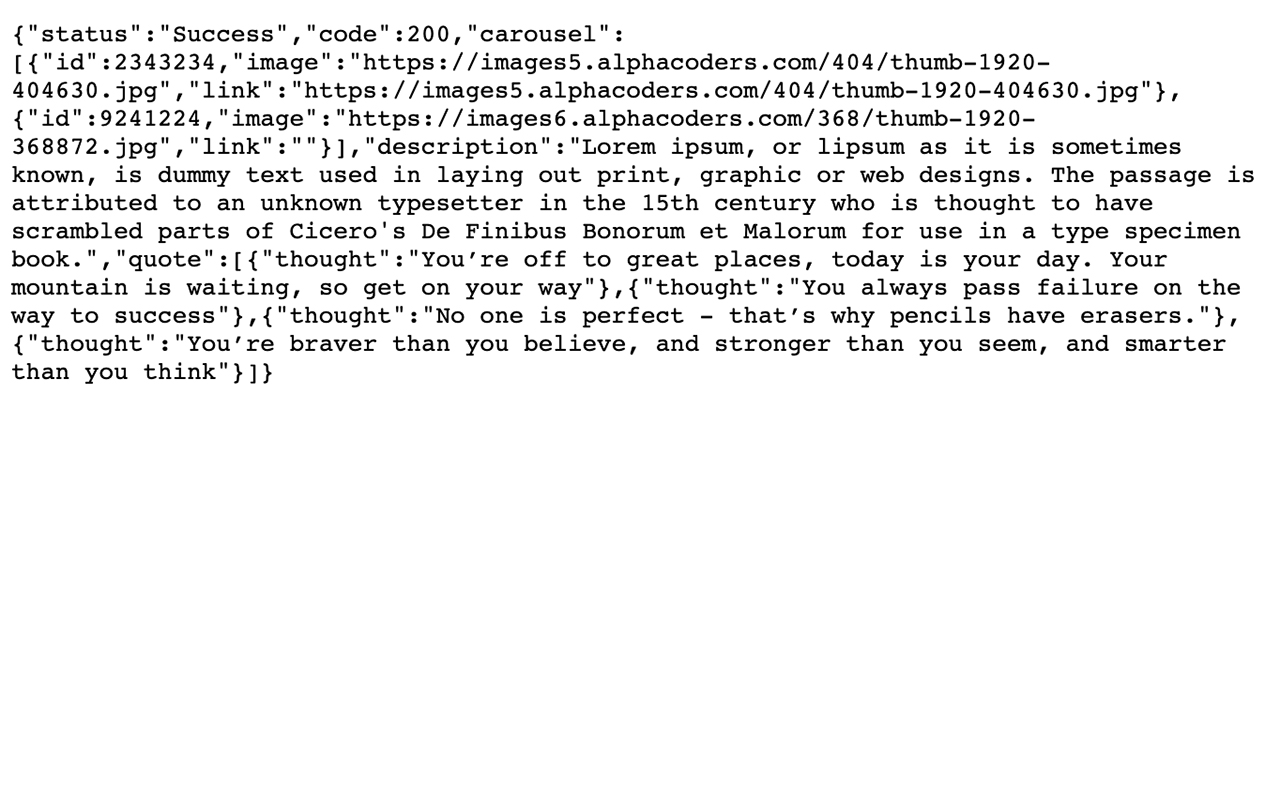 {"status":"Success","code":200,"carousel":
[{"id":2343234,"image":"https://images5.alphacoders.com/404/thumb-1920-
404630.jpg","link":"https://images5.alphacoders.com/404/thumb-1920-404630.jpg"},
{"id":9241224,"image":"https://images6.alphacoders.com/368/thumb-1920-
368872.jpg","link":""}],"description":"Lorem ipsum, or lipsum as it is sometimes
known, is dummy text used in laying out print, graphic or web designs. The passage is
attributed to an unknown typesetter in the 15th century who is thought to have
scrambled parts of Cicero's De Finibus Bonorum et Malorum for use in a type specimen
book.","quote":[{"thought":"You’re off to great places, today is your day. Your
mountain is waiting, so get on your way"},{"thought":"You always pass failure on the
way to success"},{"thought":"No one is perfect – that’s why pencils have erasers."},
{"thought":"You’re braver than you believe, and stronger than you seem, and smarter
than you think"}]}